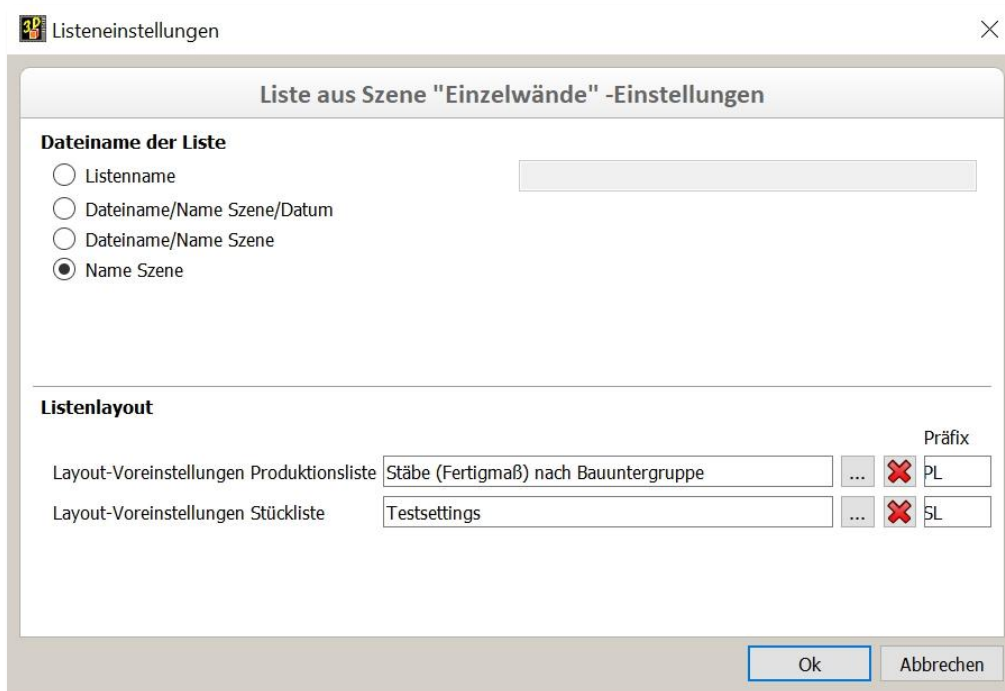 Listeneinstellungen
Liste aus Szene "Einzelwände" -Einstellungen
Dateiname der Liste
Listenname
Dateiname/Name Szene/Datum
Dateiname/Name Szene
Name Szene
Listenlayout
Präfix
Layout-Voreinstellungen Produktionsliste Stäbe (Fertigmaß) nach Bauuntergruppe ... PL
Layout-Voreinstellungen Stückliste Testsettings ... SL
Ok Abbrechen